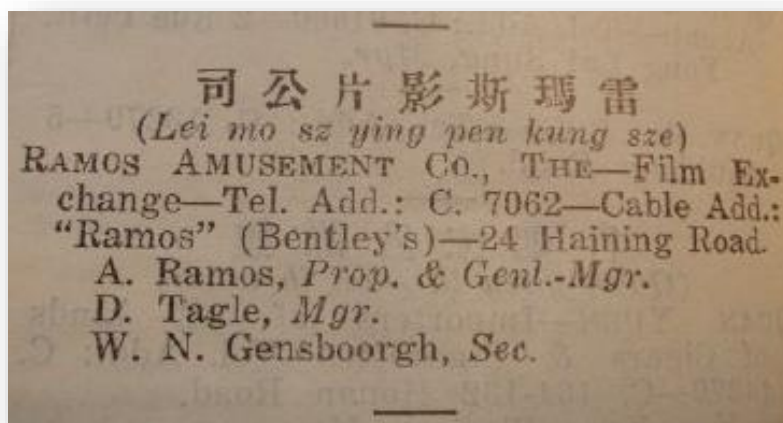 雷瑪斯影片公司
(Lei mo sz ying pen kung sze)
RAMOS AMUSEMENT CO., THE—Film Ex-
change—Tel. Add.: C. 7062—Cable Add.:
"Ramos" (Bentley's)—24 Haining Road.
A. Ramos, Prop. & Genl.-Mgr.
D. Tagle, Mgr.
W. N. Gensboorgh, Sec.